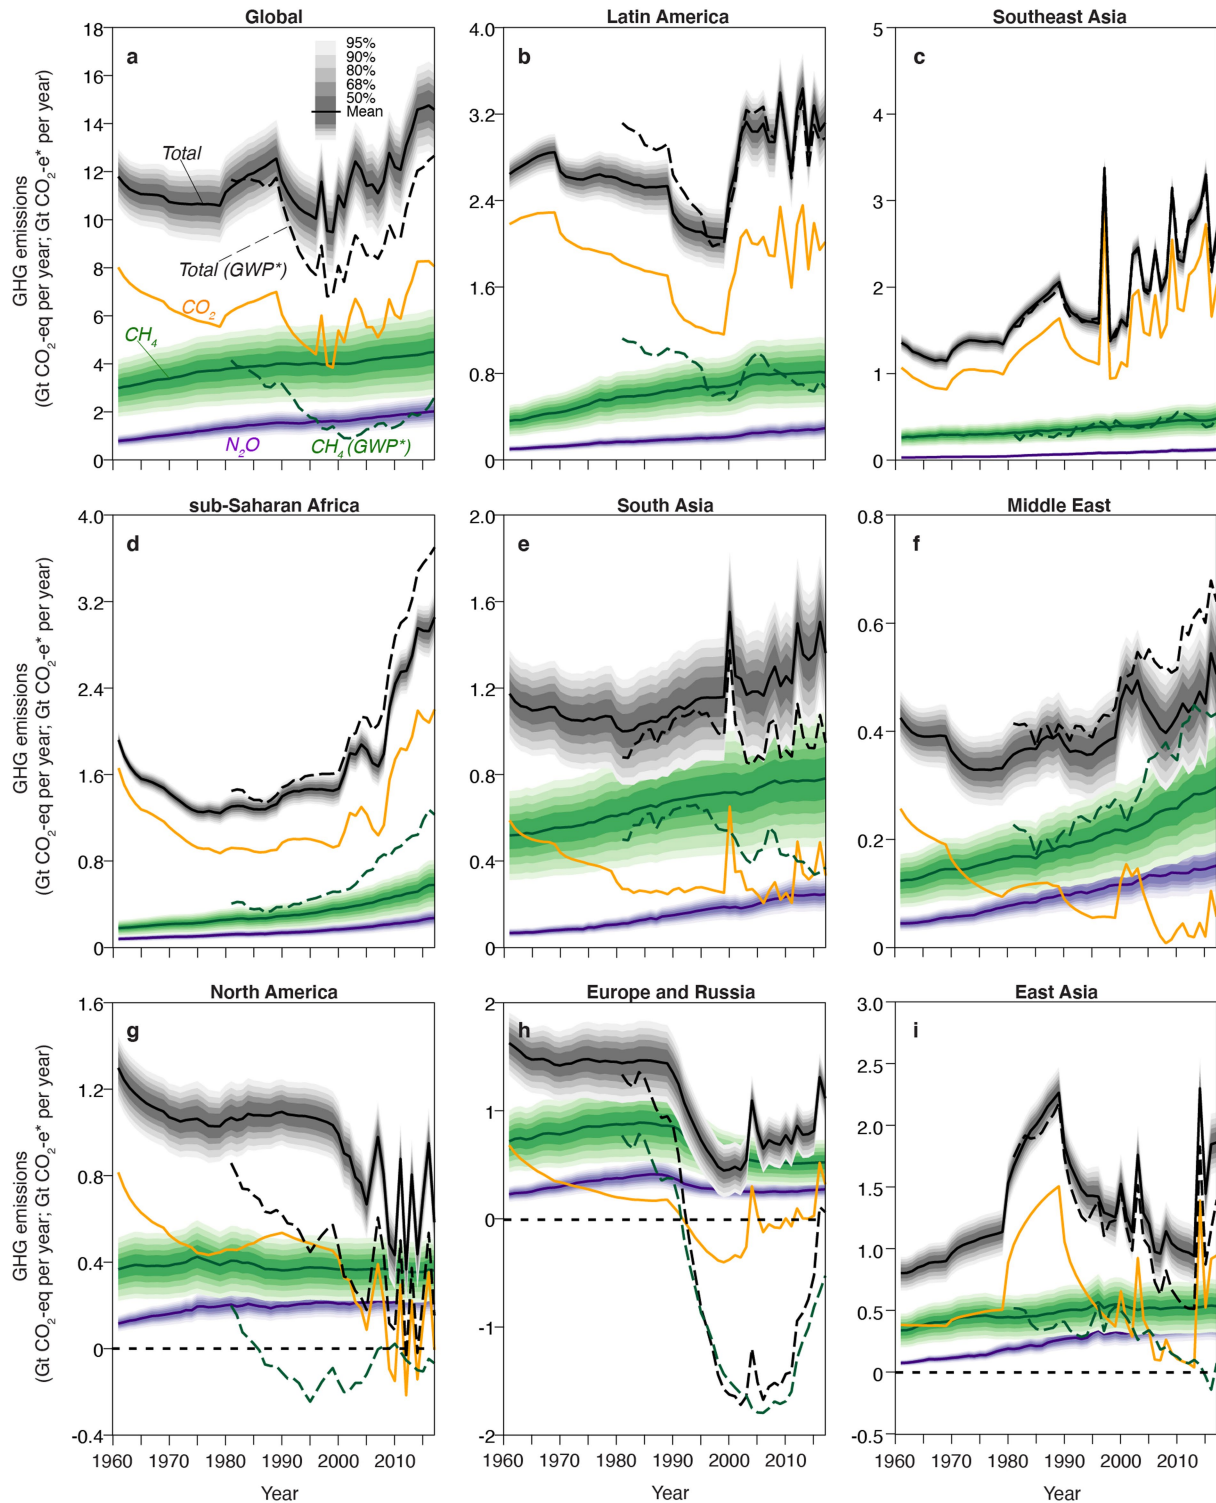 Global
Latin America
Southeast Asia
GHG emissions
(Gt CO2-eq per year; Gt CO2-e* per year)
18
16
14
12
10
8
6
4
2
0
a
95%
90%
80%
68%
50%
Mean
Total
Total (GWP*)
CO2
CH4
N2O
CH4 (GWP*)
4.0
3.2
2.4
1.6
0.8
0
b
5
4
3
2
1
0
c
sub-Saharan Africa
South Asia
Middle East
GHG emissions
(Gt CO2-eq per year; Gt CO2-e* per year)
4.0
3.2
2.4
1.6
0.8
0
d
2.0
1.6
1.2
0.8
0.4
0
e
0.8
0.6
0.4
0.2
0
f
North America
Europe and Russia
East Asia
GHG emissions
(Gt CO2-eq per year; Gt CO2-e* per year)
1.6
1.2
0.8
0.4
0
-0.4
g
2
1
0
-1
-2
h
3.0
2.5
2.0
1.5
1.0
0.5
0
-0.5
i
1960 1970 1980 1990 2000 2010
1960 1970 1980 1990 2000 2010
1960 1970 1980 1990 2000 2010
Year
Year
Year